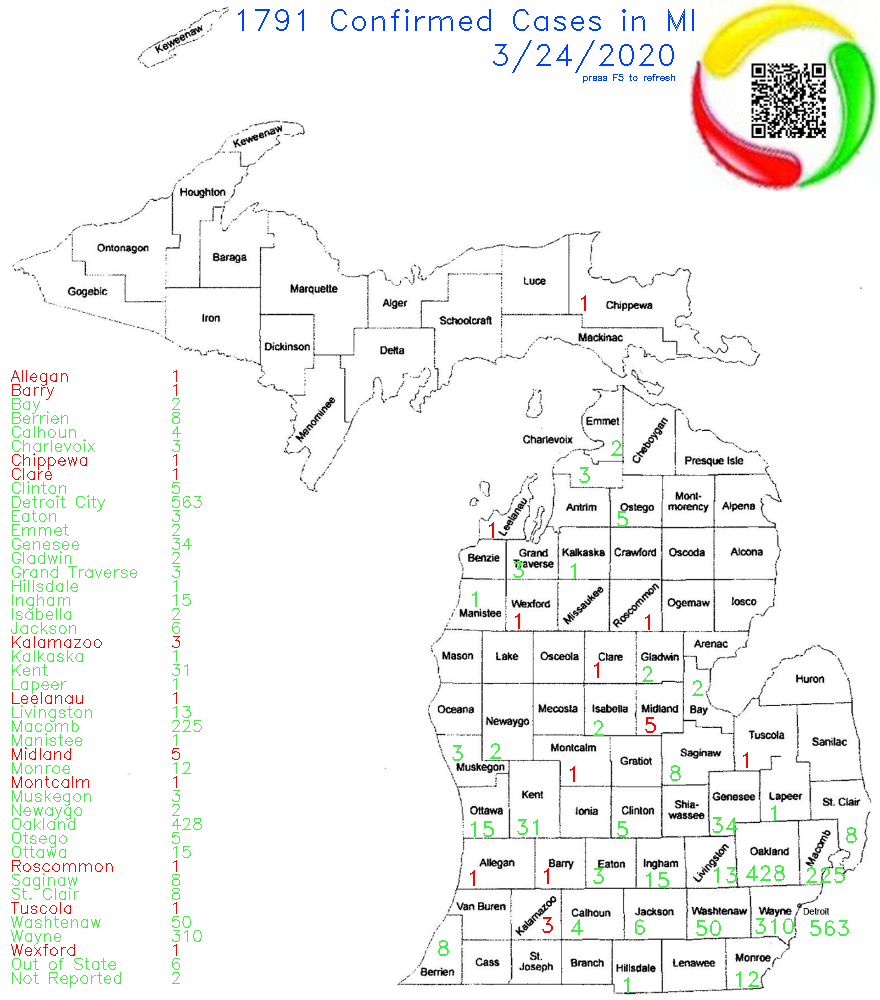 1791 Confirmed Cases in MI
3/24/2020
press F5 to refresh
Keweenaw
Keweenaw
Houghton
Ontonagon
Baraga
Gogebic
Marquette
Luce
Iron
Alger
1 Chippewa
Schoolcraft
Dickinson
Delta
Mackinac
Menominee
Allegan 1
Barry 1
Bay 2
Berrien 8
Calhoun 4
Charlevoix 3
Chippewa 1
Clare 1
Clinton 5
Detroit City 563
Eaton 3
Emmet 2
Genesee 34
Gladwin 2
Grand Traverse 3
Hillsdale 1
Ingham 15
Isabella 2
Jackson 6
Kalamazoo 3
Kalkaska 1
Kent 31
Lapeer 1
Leelanau 1
Livingston 13
Macomb 225
Manistee 1
Midland 5
Monroe 12
Montcalm 1
Muskegon 3
Newaygo 2
Oakland 428
Otsego 5
Ottawa 15
Roscommon 1
Saginaw 8
St. Clair 8
Tuscola 1
Washtenaw 50
Wayne 310
Wexford 1
Out of State 6
Not Reported 2
Emmet
2
Charlevoix
3
Cheboygan
Presque Isle
Leelanau
1
Antrim
Ostego
5
Mont-
morency
Alpena
Benzie
Grand
Traverse
3
Kalkaska
1
Crawford
Oscoda
Alcona
1
Manistee
Wexford
1
Missaukee
Roscommon
1
Ogemaw
Iosco
Mason
Lake
Osceola
Clare
1
Gladwin
2
Arenac
Huron
Oceana
Newaygo
2
Mecosta
Isabella
2
Midland
5
2
Bay
Tuscola
1
Sanilac
3
Muskegon
Montcalm
1
Gratiot
Saginaw
8
Kent
31
Ottawa
15
Ionia
Clinton
5
Shia-
wassee
Genesee
34
Lapeer
1
St. Clair
8
Allegan
1
Barry
1
Eaton
3
Ingham
15
Livingston
13
Oakland
428
Macomb
225
Van Buren
Kalamazoo
3
Calhoun
4
Jackson
6
Washtenaw
50
Wayne
310
Detroit
563
8
Berrien
Cass
St.
Joseph
Branch
Hillsdale
1
Lenawee
Monroe
12